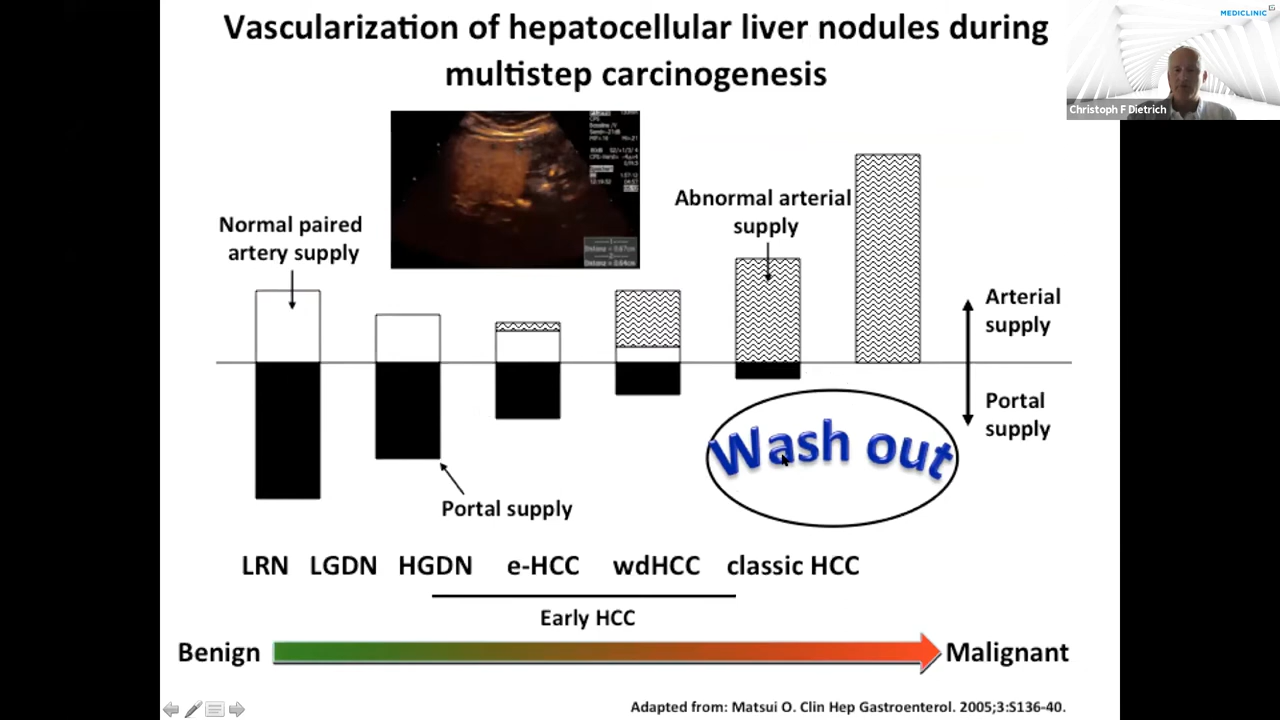 Vascularization of hepatocellular liver nodules during
multistep carcinogenesis
MEDICLINIC
Christoph F Dietrich
Normal paired
artery supply
Abnormal arterial
supply
Arterial
supply
Portal
supply
Wash out
Portal supply
LRN LGDN HGDN e-HCC wdHCC classic HCC
Early HCC
Benign
Malignant
Adapted from: Matsui O. Clin Hep Gastroenterol. 2005;3:S136-40.